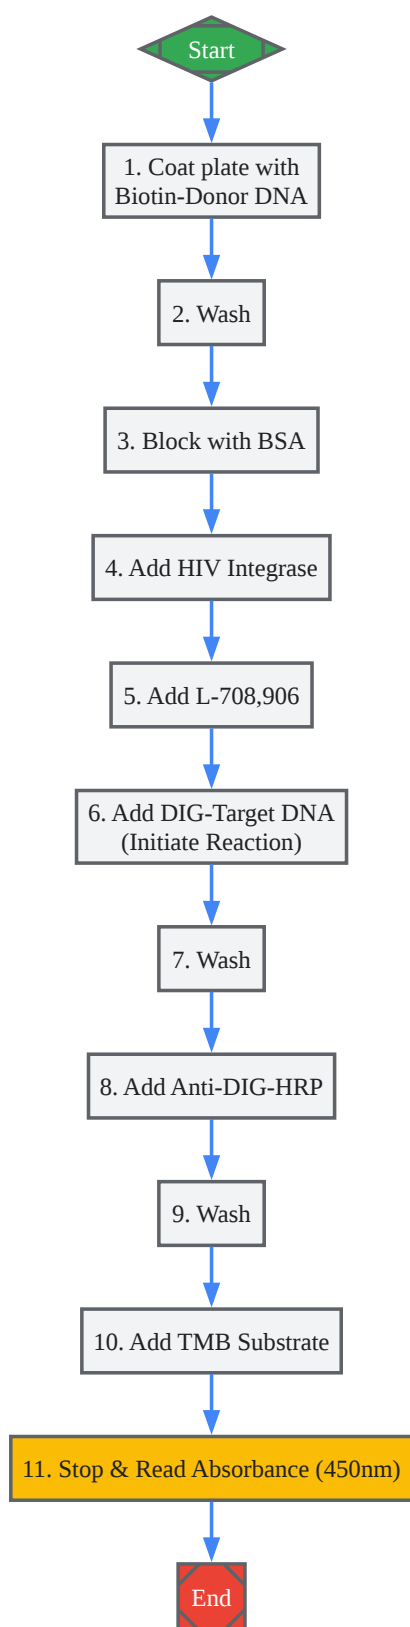 Start
1. Coat plate with
Biotin-Donor DNA
2. Wash
3. Block with BSA
4. Add HIV Integrase
5. Add L-708,906
6. Add DIG-Target DNA
(Initiate Reaction)
7. Wash
8. Add Anti-DIG-HRP
9. Wash
10. Add TMB Substrate
11. Stop & Read Absorbance (450nm)
End